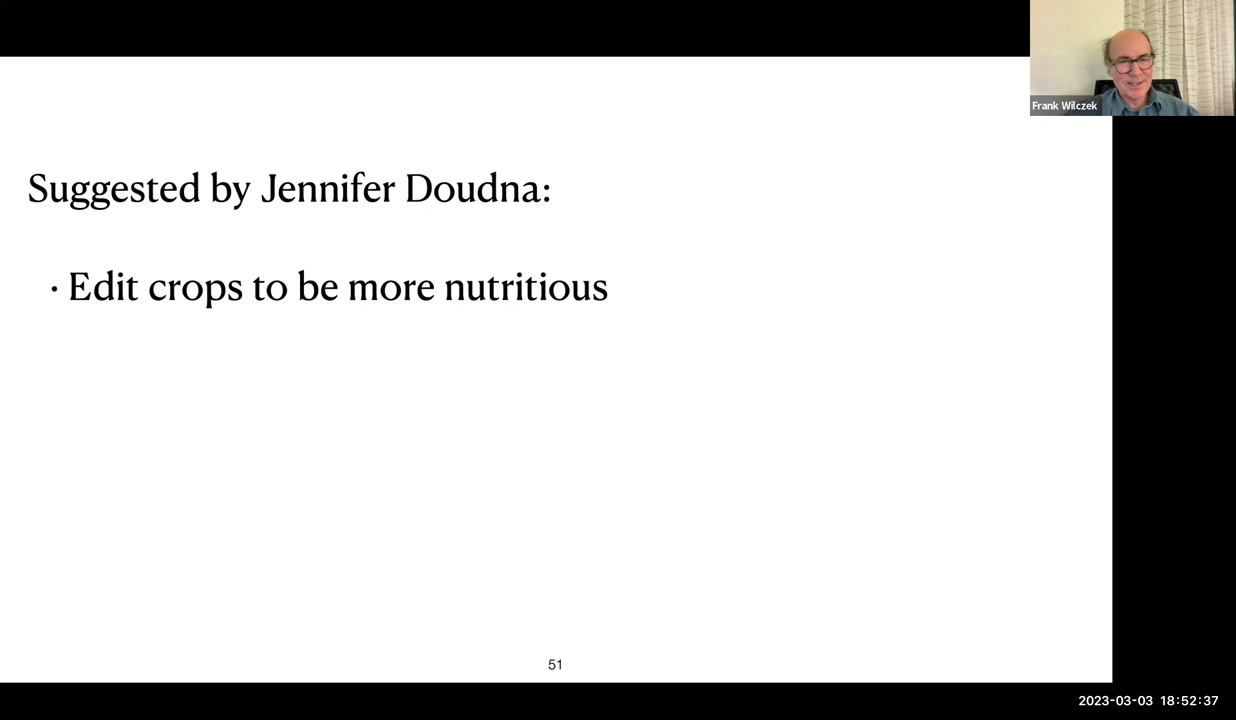 Frank Wilczek
Suggested by Jennifer Doudna:
· Edit crops to be more nutritious
51
2023-03-03 18:52:37